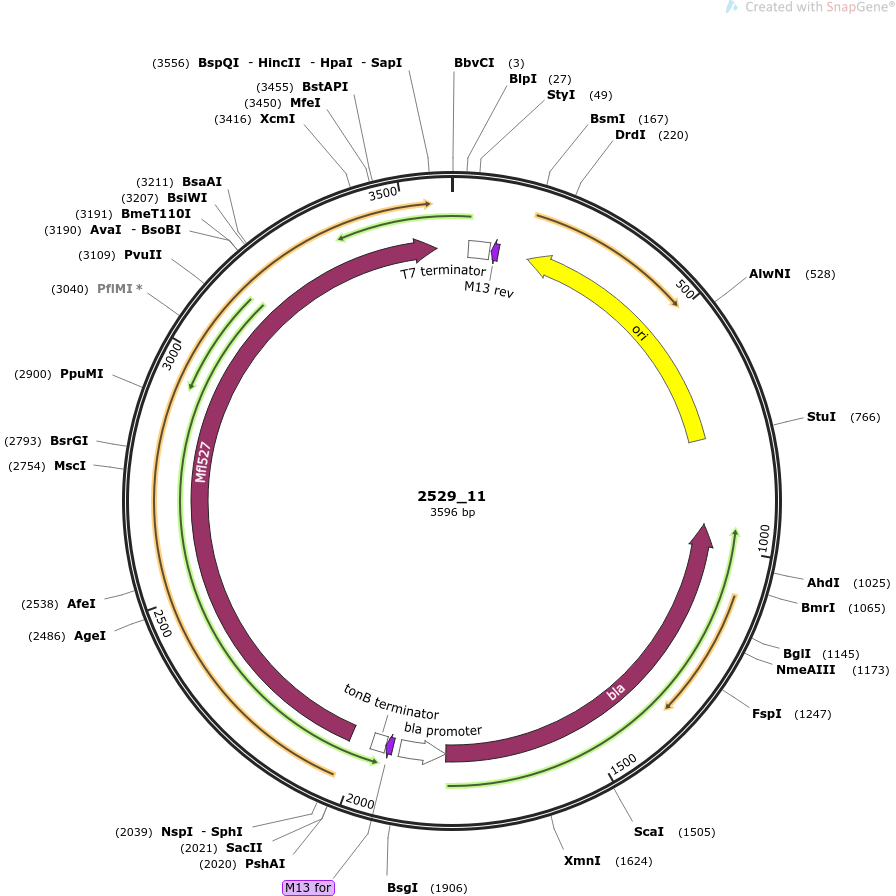 Created with SnapGene®
(3556) BspQI - HincII - HpaI - SapI
BbvCI (3)
BlpI (27)
(3455) BstAPI
StyI (49)
(3450) MfeI
(3416) XcmI
BsmI (167)
DrdI (220)
(3211) BsaAI
(3207) BsiWI
(3191) BmeT110I
(3190) AvaI - BsoBI
(3109) PvuII
(3040) PflMI *
3500
T7 terminator
M13 rev
AlwNI (528)
500
ori
3000
(2900) PpuMI
StuI (766)
(2793) BsrGI
(2754) MscI
Mfl527
2529_11
3596 bp
1000
AhdI (1025)
(2538) AfeI
BmrI (1065)
2500
(2486) AgeI
BglI (1145)
NmeAIII (1173)
bla
tonB terminator
bla promoter
FspI (1247)
1500
2000
(2039) NspI - SphI
ScaI (1505)
(2021) SacII
(2020) PshAI
XmnI (1624)
M13 for
BsgI (1906)